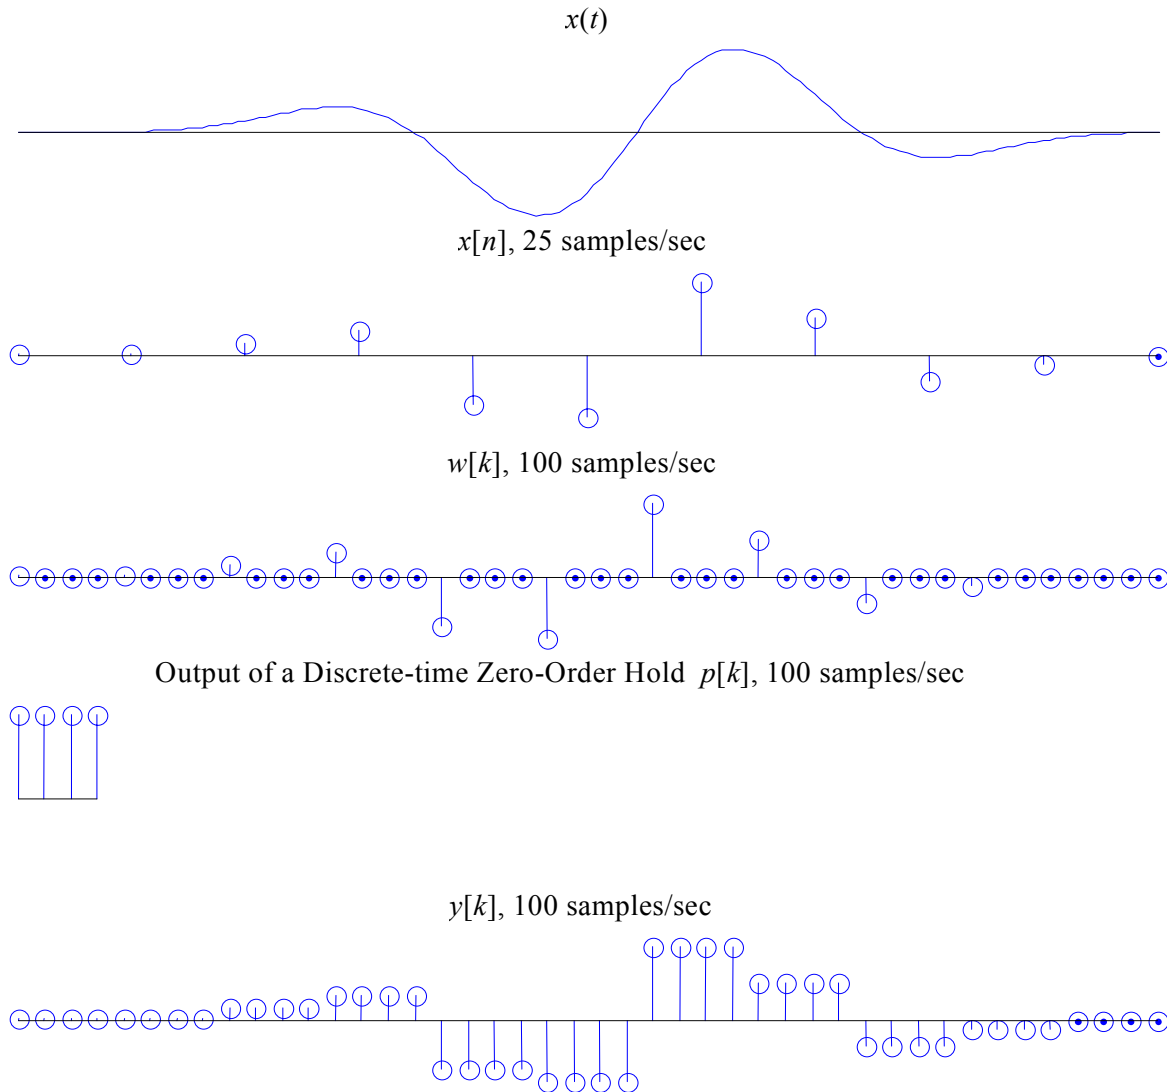 x(t)
x[n], 25 samples/sec
w[k], 100 samples/sec
Output of a Discrete-time Zero-Order Hold p[k], 100 samples/sec
y[k], 100 samples/sec